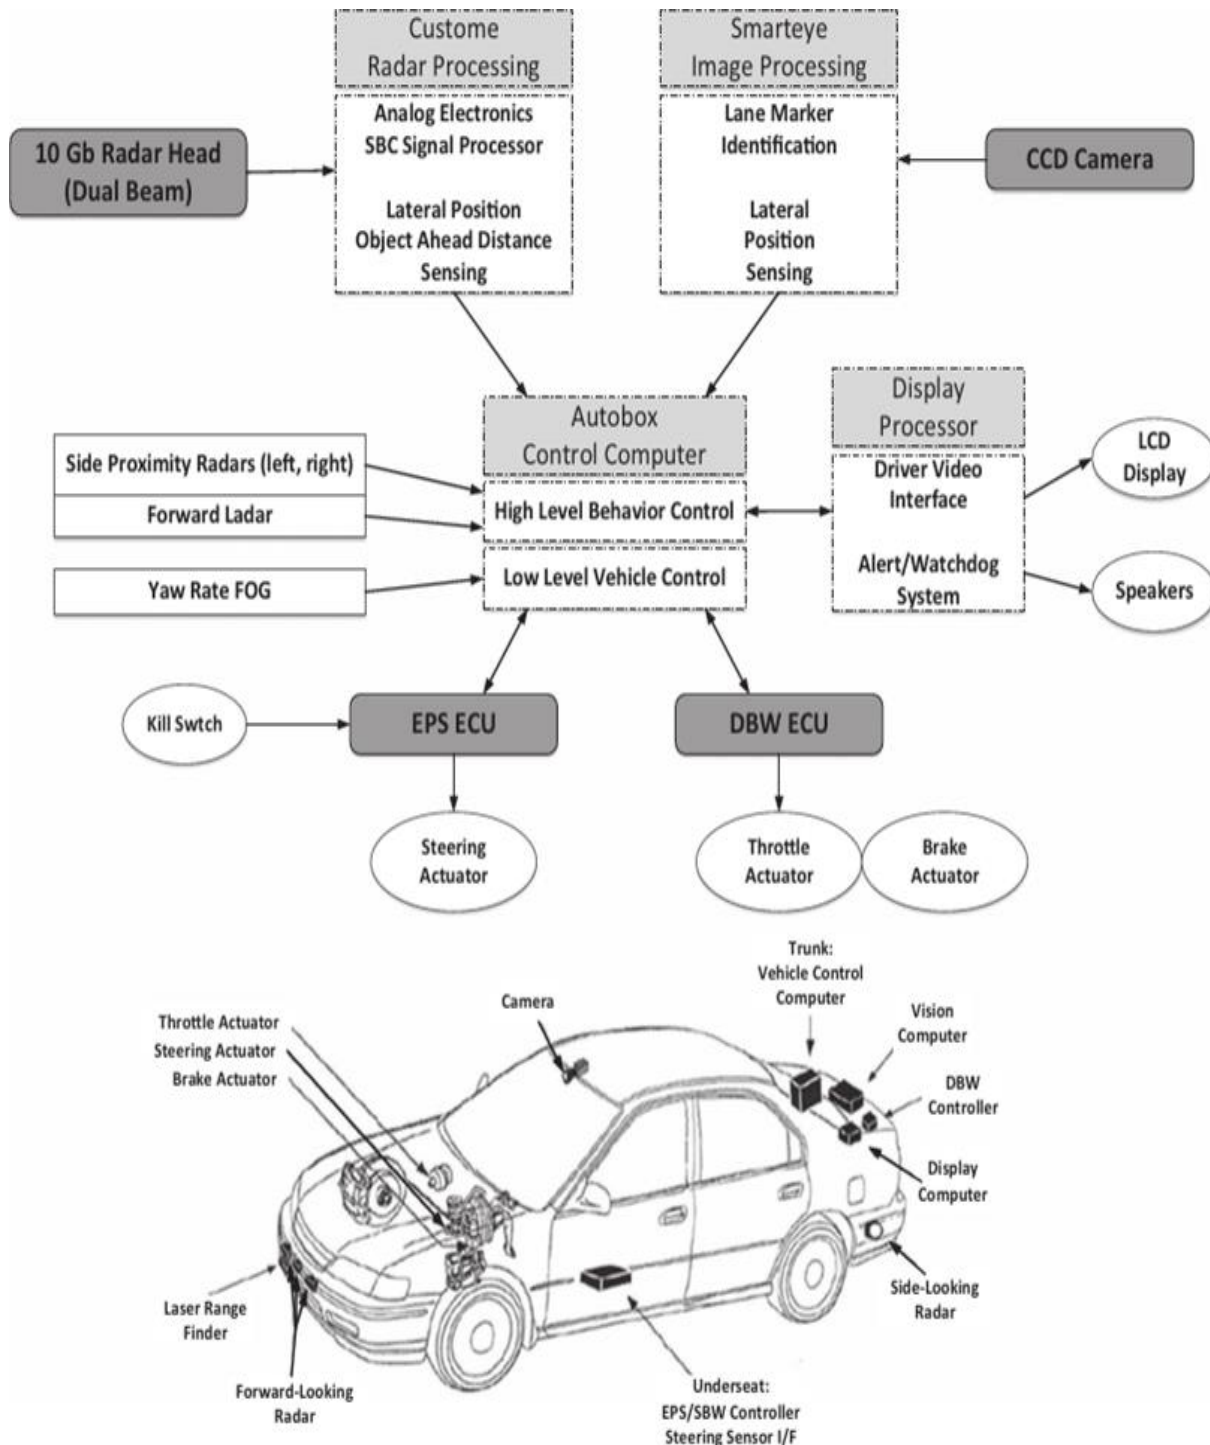 Custome
Radar Processing
Smarteye
Image Processing
Analog Electronics
SBC Signal Processor
Lateral Position
Object Ahead Distance
Sensing
Lane Marker
Identification
Lateral
Position
Sensing
10 Gb Radar Head
(Dual Beam)
CCD Camera
Autobox
Control Computer
Display
Processor
Side Proximity Radars (left, right)
Forward Ladar
Yaw Rate FOG
High Level Behavior Control
Low Level Vehicle Control
Driver Video
Interface
Alert/Watchdog
System
LCD
Display
Speakers
Kill Swtch
EPS ECU
DBW ECU
Steering
Actuator
Throttle
Actuator
Brake
Actuator
Trunk:
Vehicle Control
Computer
Camera
Throttle Actuator
Steering Actuator
Brake Actuator
Vision
Computer
DBW
Controller
Display
Computer
Side-Looking
Radar
Laser Range
Finder
Forward-Looking
Radar
Underseat:
EPS/SBW Controller
Steering Sensor I/F